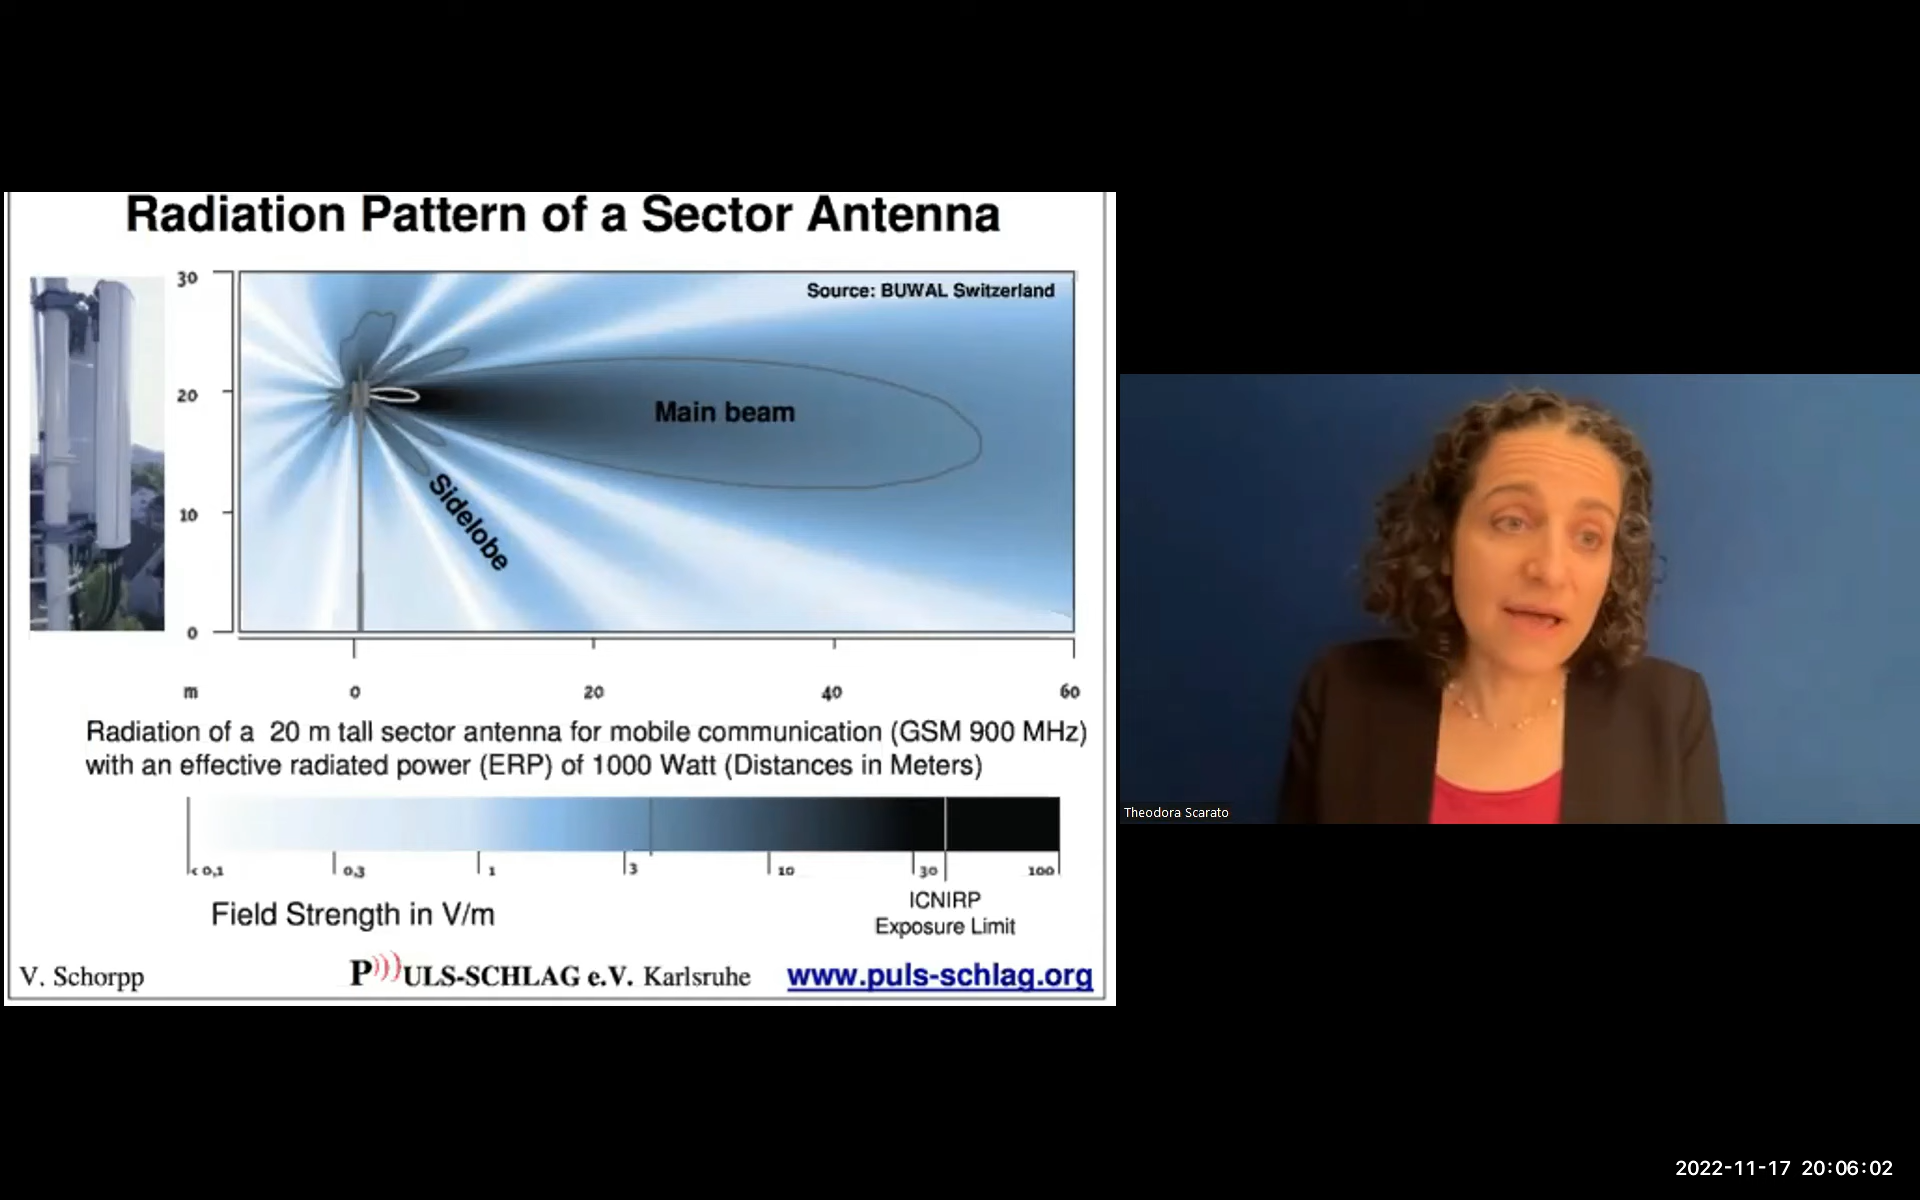 Radiation Pattern of a Sector Antenna
30
Source: BUWAL Switzerland
20
Main beam
Sidelobe
10
0
m 0 20 40 60
Radiation of a 20 m tall sector antenna for mobile communication (GSM 900 MHz)
with an effective radiated power (ERP) of 1000 Watt (Distances in Meters)
< 0,1 0,3 1 3 10 30 100
ICNIRP
Exposure Limit
Field Strength in V/m
V. Schorpp
P)))ULS-SCHLAG e.V. Karlsruhe
www.puls-schlag.org
Theodora Scarato
2022-11-17 20:06:02